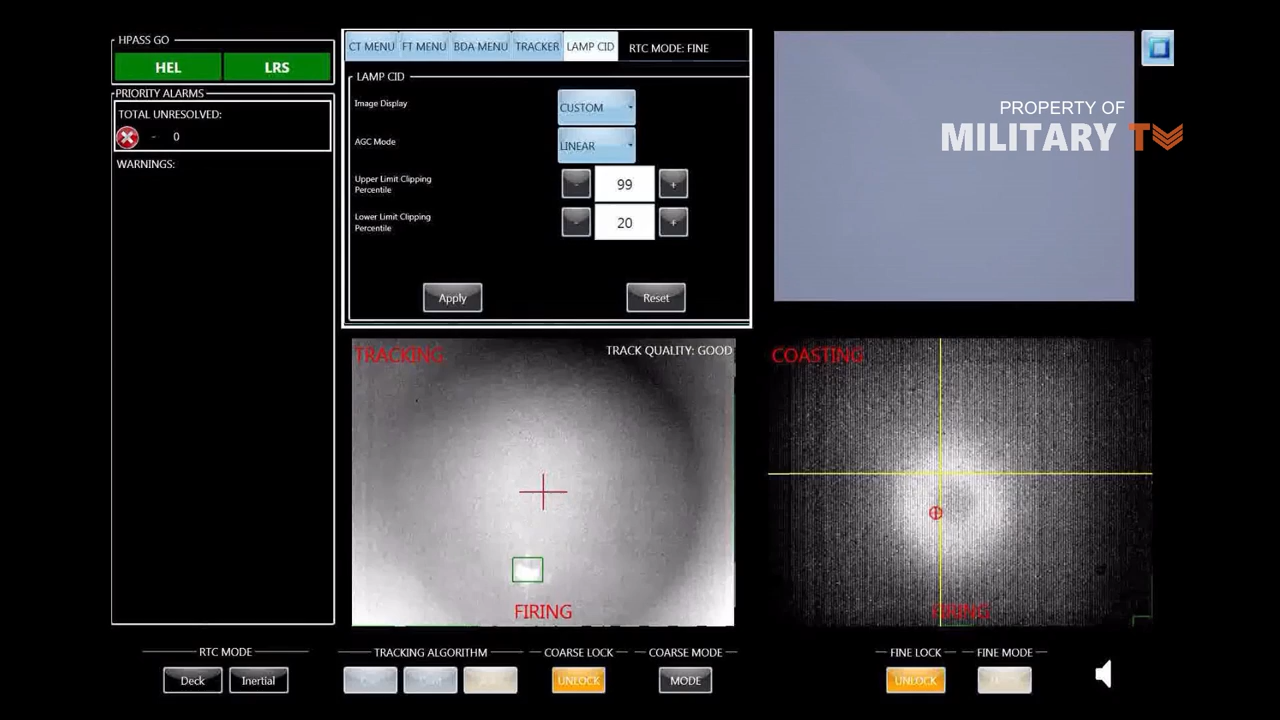 HPASS GO
HEL LRS
PRIORITY ALARMS
TOTAL UNRESOLVED:
- 0
WARNINGS:
CT MENU FT MENU BDA MENU TRACKER LAMP CID RTC MODE: FINE
LAMP CID
Image Display CUSTOM
AGC Mode LINEAR
Upper Limit Clipping
Percentile - 99 +
Lower Limit Clipping
Percentile - 20 +
Apply Reset
PROPERTY OF
MILITARY TV
TRACKING TRACK QUALITY: GOOD
FIRING
COASTING
FIRING
RTC MODE TRACKING ALGORITHM COARSE LOCK COARSE MODE FINE LOCK FINE MODE
Deck Inertial UNLOCK MODE UNLOCK